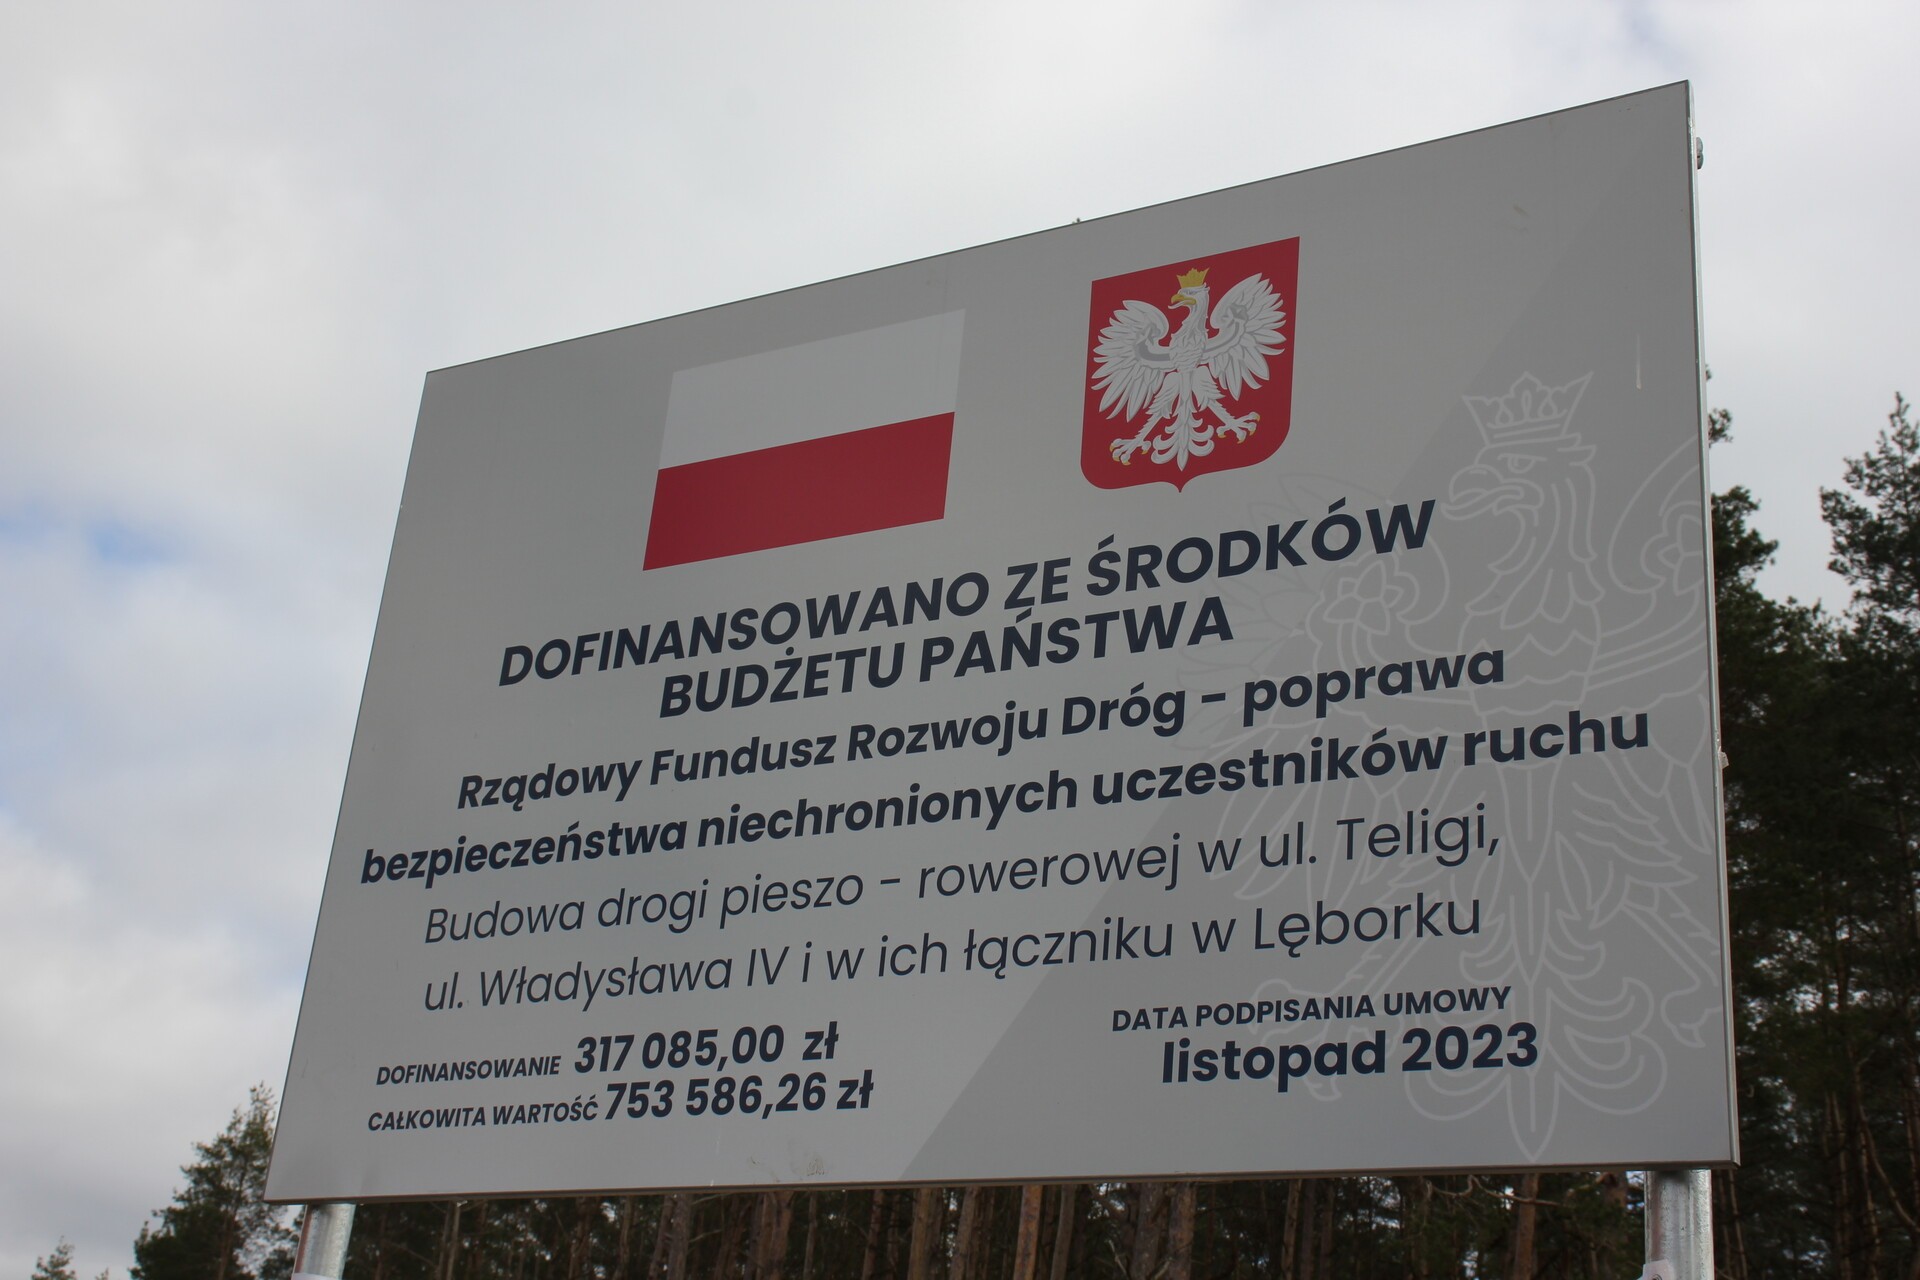 DOFINANSOWANO ZE ŚRODKÓW
BUDŻETU PAŃSTWA
Rządowy Fundusz Rozwoju Dróg - poprawa
bezpieczeństwa niechronionych uczestników ruchu
Budowa drogi pieszo - rowerowej w ul. Teligi,
ul. Władysława IV i w ich łączniku w Lęborku
DOFINANSOWANIE 317 085,00 zł
CAŁKOWITA WARTOŚĆ 753 586,26 zł
DATA PODPISANIA UMOWY
listopad 2023